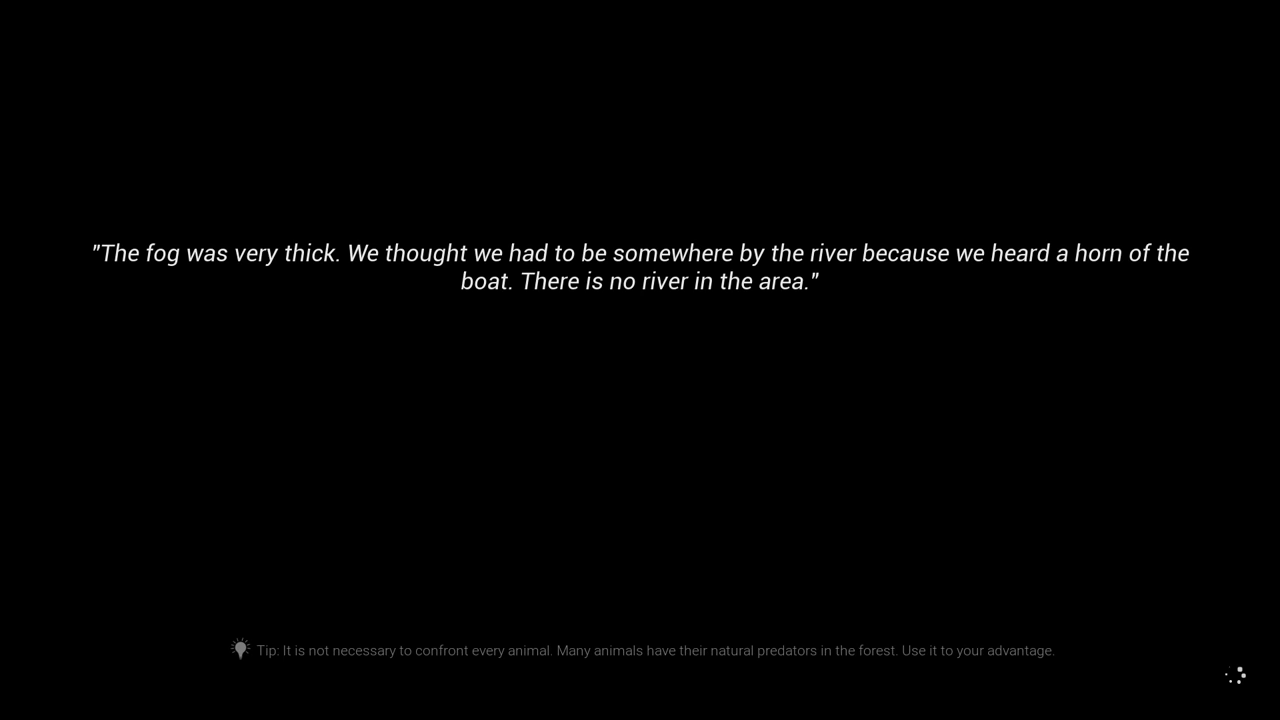 "The fog was very thick. We thought we had to be somewhere by the river because we heard a horn of the
boat. There is no river in the area."
Tip: It is not necessary to confront every animal. Many animals have their natural predators in the forest. Use it to your advantage.